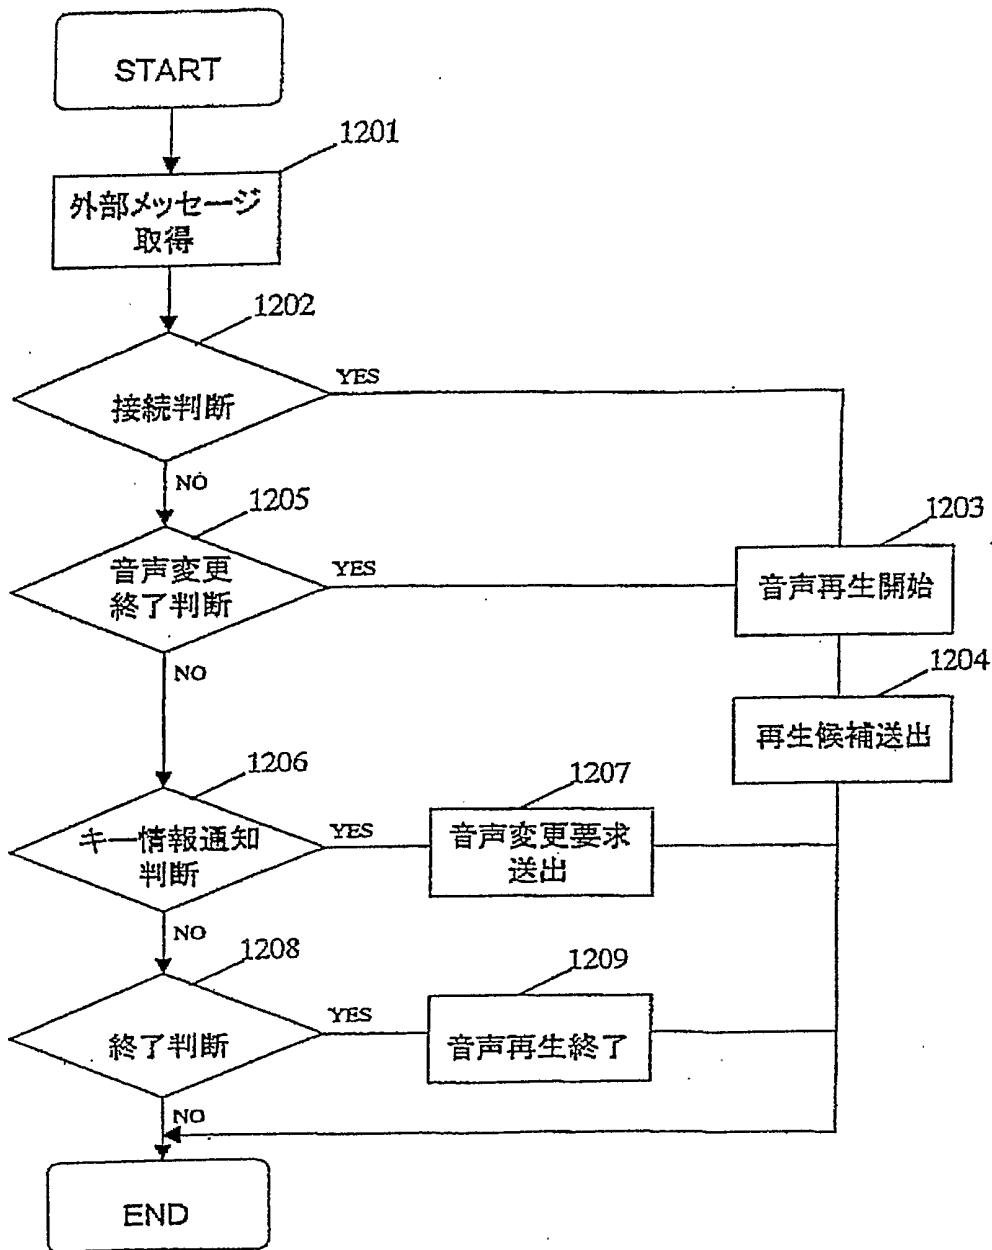 START
1201
外部メッセージ
取得
1202
接続判断
YES
NO
1205
音声変更
終了判断
YES
1203
音声再生開始
NO
1204
再生候補送出
1206
キー情報通知
判断
YES
1207
音声変更要求
送出
NO
1208
終了判断
YES
1209
音声再生終了
NO
END